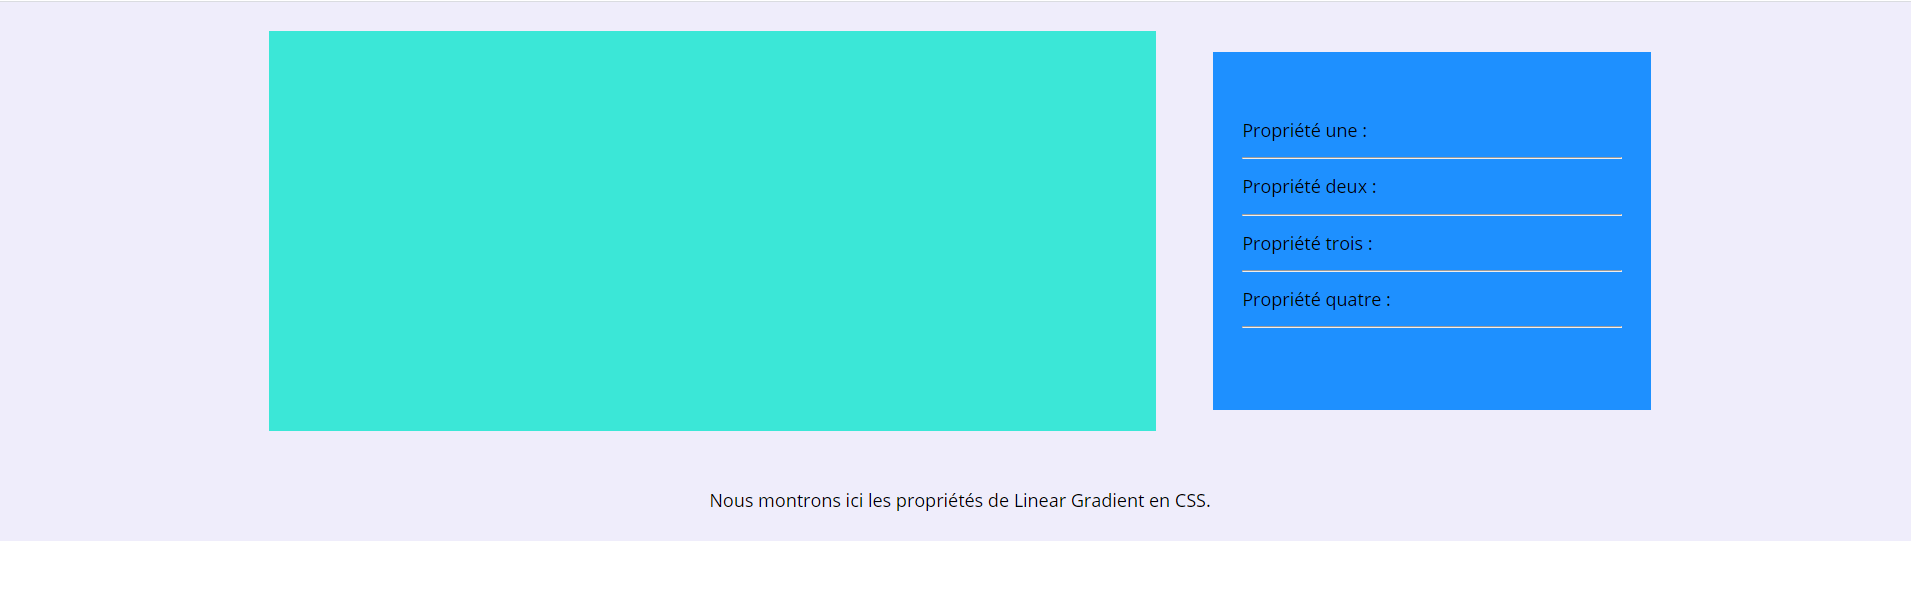 Propriété une :
Propriété deux :
Propriété trois :
Propriété quatre :
Nous montrons ici les propriétés de Linear Gradient en CSS.